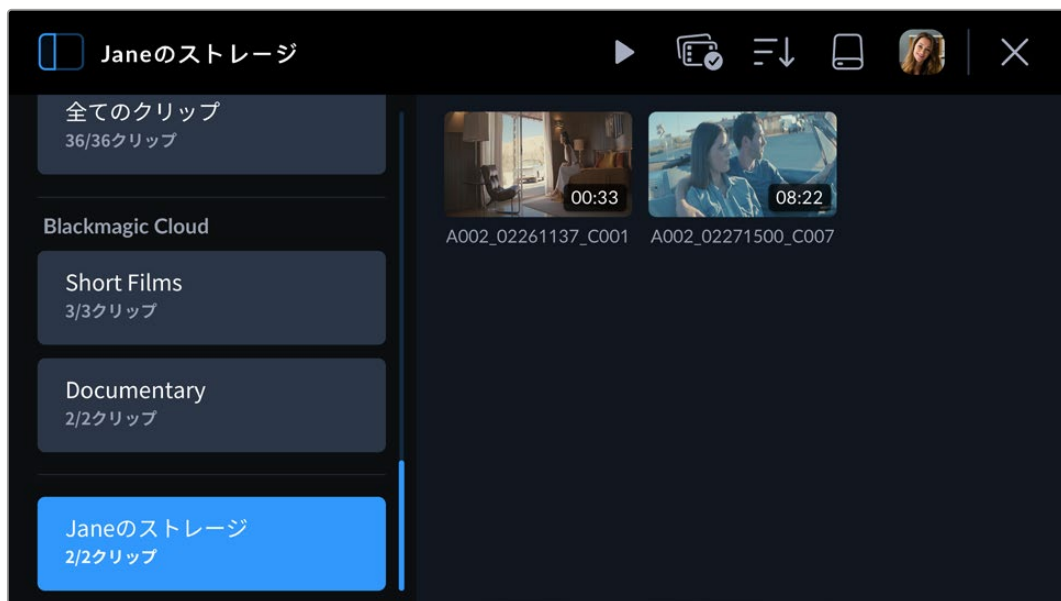 Janeのストレージ
全てのクリップ
36/36クリップ
Blackmagic Cloud
Short Films
3/3クリップ
Documentary
2/2クリップ
Janeのストレージ
2/2クリップ
00:33
08:22
A002_02261137_C001
A002_02271500_C007